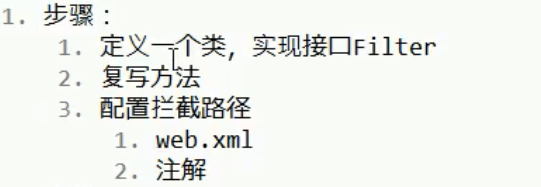 1. 步骤：
1. 定义一个类，实现接口Filter
2. 复写方法
3. 配置拦截路径
1. web.xml
2. 注解